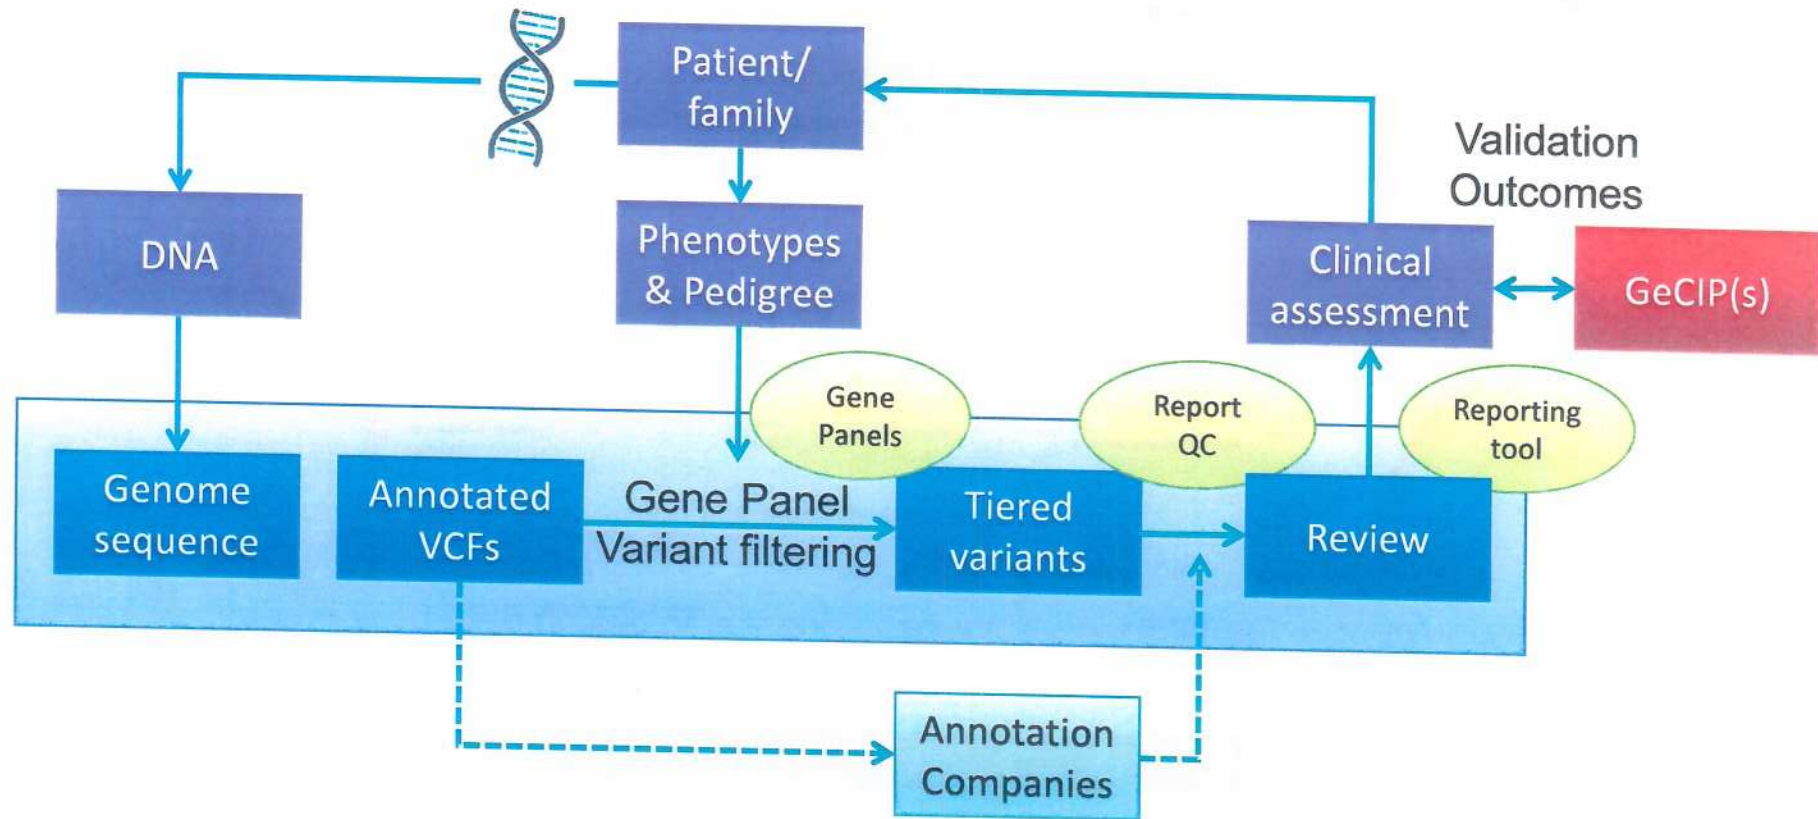 Patient/
family
Validation
Outcomes
DNA
Phenotypes
& Pedigree
Clinical
assessment
GeCIP(s)
Gene
Panels
Report
QC
Reporting
tool
Genome
sequence
Annotated
VCFs
Gene Panel
Variant filtering
Tiered
variants
Review
Annotation
Companies